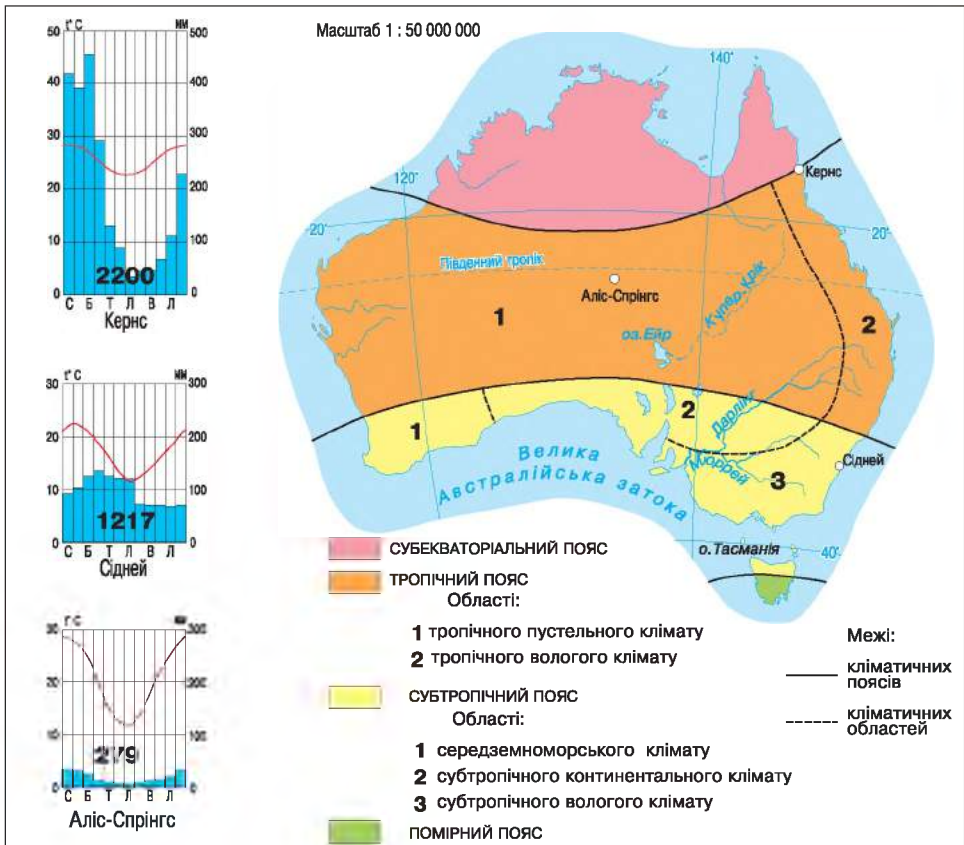 t° C мм
50 500
40 400
30 300
20 200
10 100
0 0
2200
С Б Т Л В Л
Кернс
t° C мм
30 300
20 200
10 100
0 0
1217
С Б Т Л В Л
Сідней
t° C
30 300
20 200
10 100
0 0
279
С Б Т Л В Л
Аліс-Спрінгс
Масштаб 1 : 50 000 000
140°
120°
Кернс
20°
20°
Південний тропік
Аліс-Спрінгс
Купер-Крік
1
2
оз.Ейр
2
Дарлінг
1
Велика
Австралійська затока
Муррей
3
Сідней
о.Тасманія
40°
СУБЕКВАТОРІАЛЬНИЙ ПОЯС
ТРОПІЧНИЙ ПОЯС
Області:
1 тропічного пустельного клімату
2 тропічного вологого клімату
СУБТРОПІЧНИЙ ПОЯС
Області:
1 середземноморського клімату
2 субтропічного континентального клімату
3 субтропічного вологого клімату
ПОМІРНИЙ ПОЯС
Межі:
кліматичних
поясів
кліматичних
областей